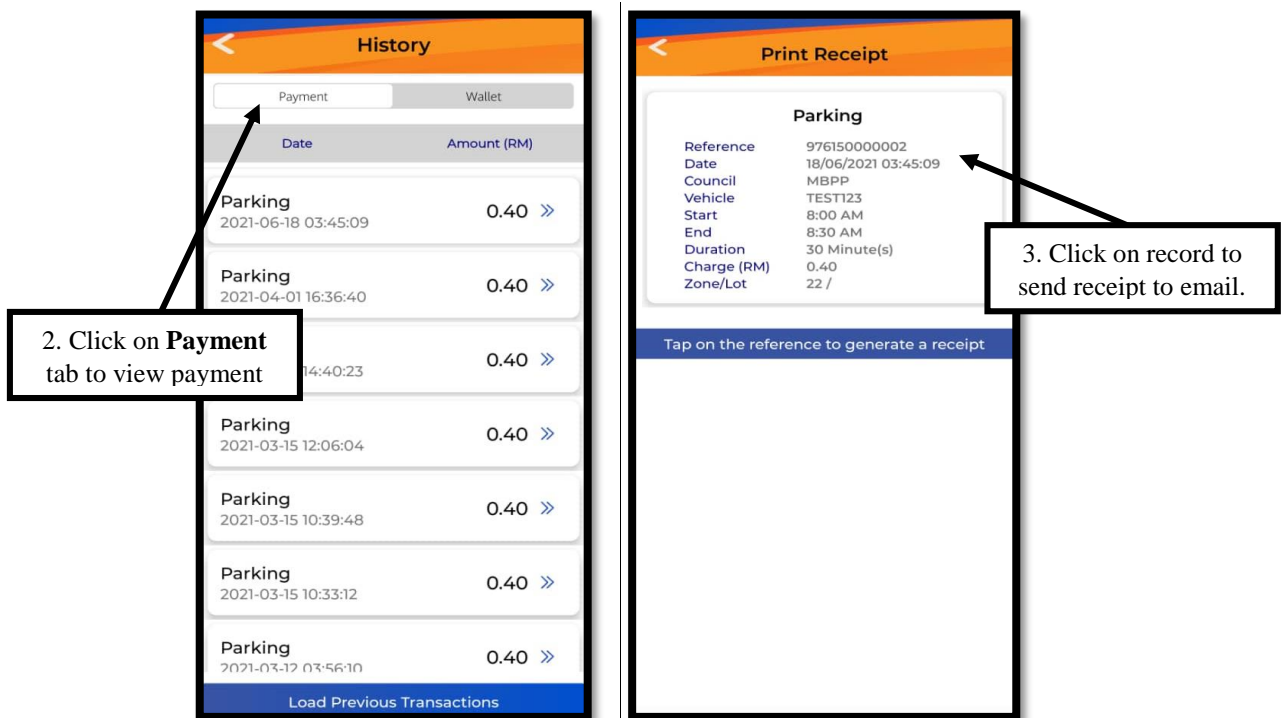 History
Payment Wallet
Date Amount (RM)
Parking
2021-06-18 03:45:09
0.40 »
Parking
2021-04-01 16:36:40
0.40 »
14:40:23
0.40 »
Parking
2021-03-15 12:06:04
0.40 »
Parking
2021-03-15 10:39:48
0.40 »
Parking
2021-03-15 10:33:12
0.40 »
Parking
2021-03-12 03:56:10
0.40 »
Load Previous Transactions
2. Click on Payment
tab to view payment
Print Receipt
Parking
Reference 976150000002
Date 18/06/2021 03:45:09
Council MBPP
Vehicle TEST123
Start 8:00 AM
End 8:30 AM
Duration 30 Minute(s)
Charge (RM) 0.40
Zone/Lot 22 /
Tap on the reference to generate a receipt
3. Click on record to
send receipt to email.